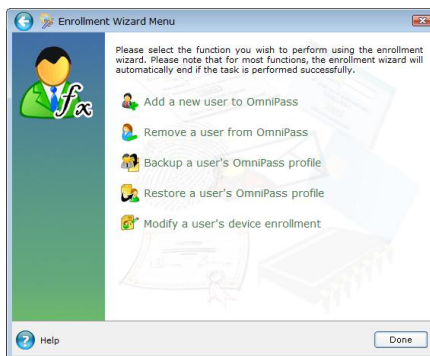 Enrollment Wizard Menu
Please select the function you wish to perform using the enrollment
wizard. Please note that for most functions, the enrollment wizard will
automatically end if the task is performed successfully.
fx
Add a new user to OmniPass
Remove a user from OmniPass
Backup a user's OmniPass profile
Restore a user's OmniPass profile
Modify a user's device enrollment
Help
Done